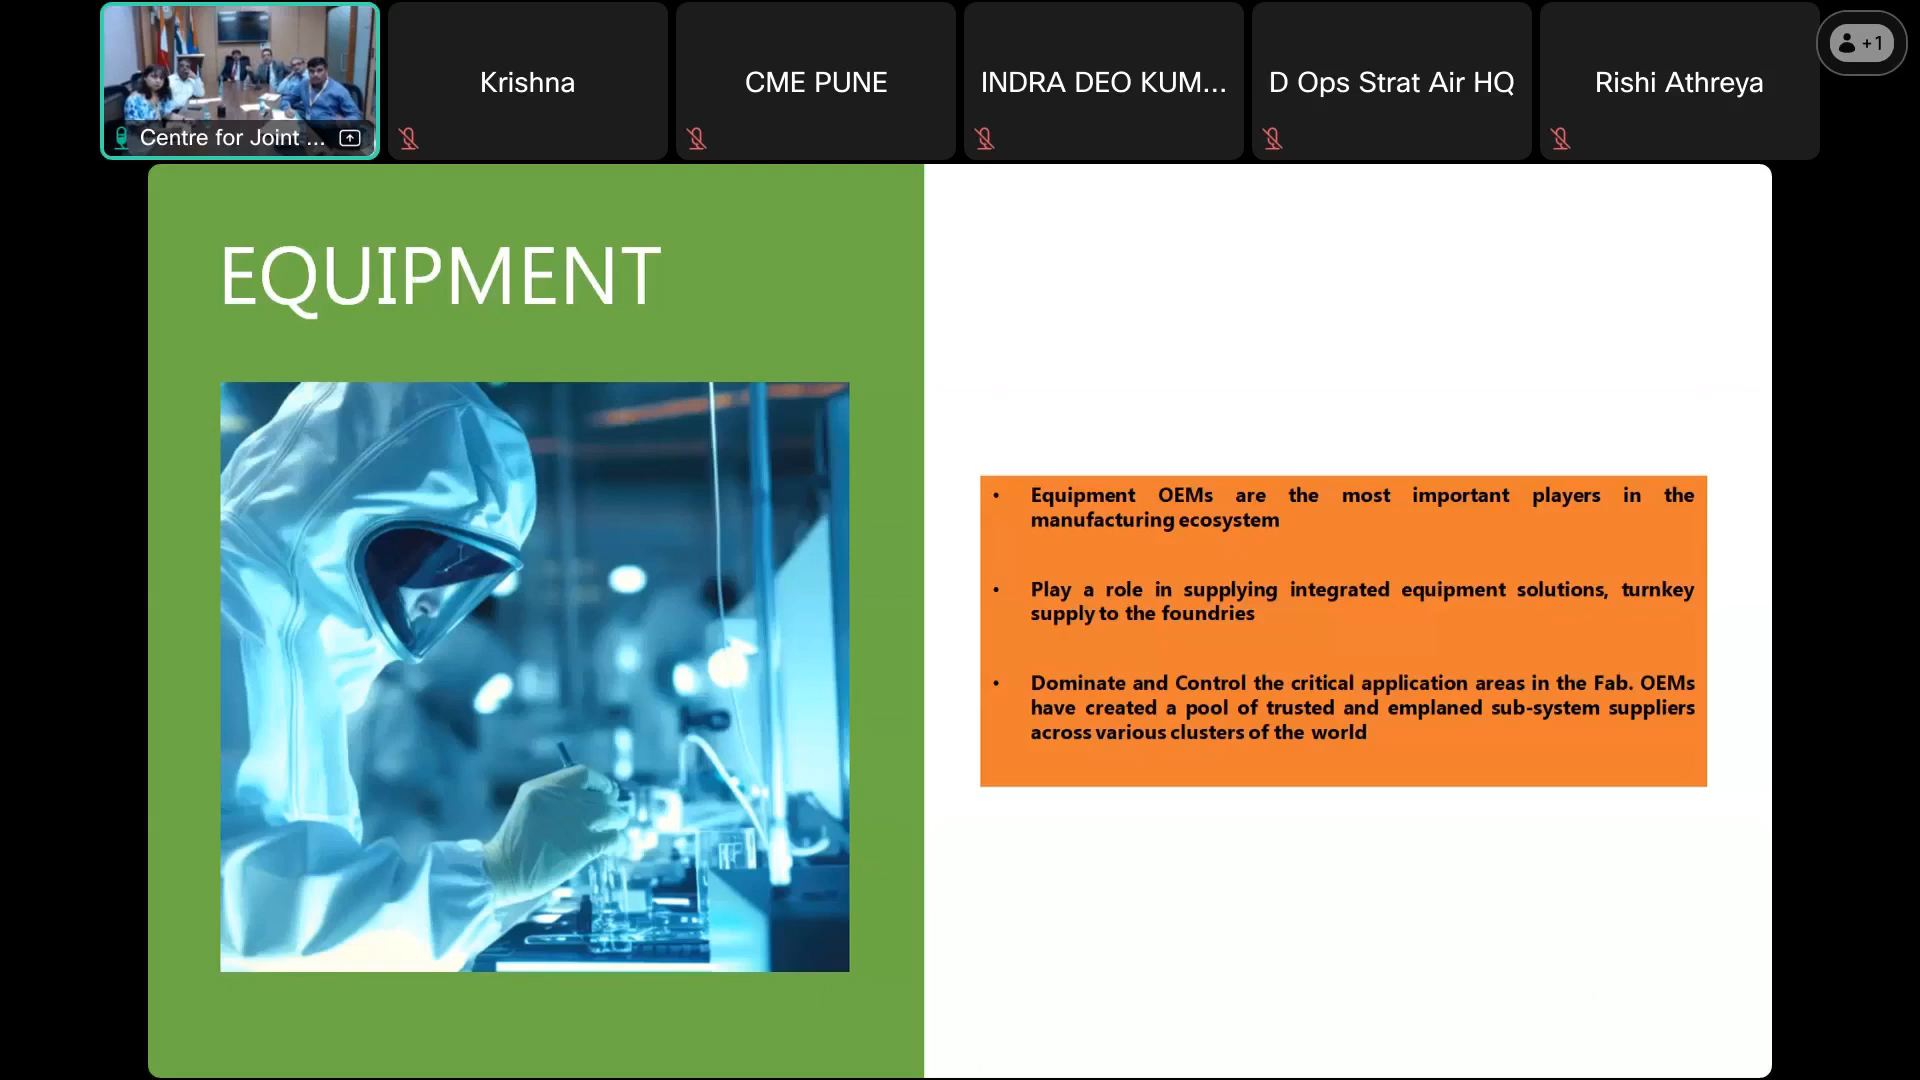 Centre for Joint ...
Krishna
CME PUNE
INDRA DEO KUM...
D Ops Strat Air HQ
Rishi Athreya
+1
EQUIPMENT
• Equipment OEMs are the most important players in the
manufacturing ecosystem
• Play a role in supplying integrated equipment solutions, turnkey
supply to the foundries
• Dominate and Control the critical application areas in the Fab. OEMs
have created a pool of trusted and emplaned sub-system suppliers
across various clusters of the world